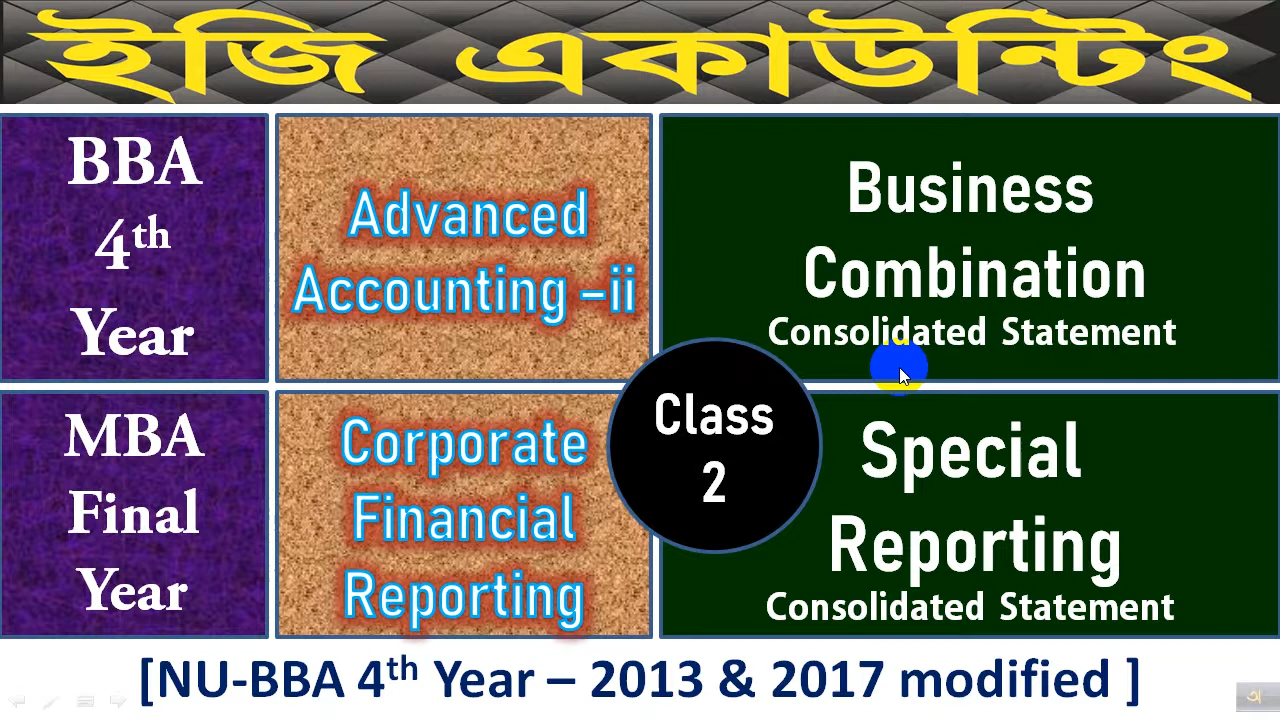 ইজি একাউন্টিং
BBA
4th
Year
Advanced
Accounting –ii
Business
Combination
Consolidated Statement
Class
2
MBA
Final
Year
Corporate
Financial
Reporting
Special
Reporting
Consolidated Statement
[NU-BBA 4th Year – 2013 & 2017 modified ]
অ